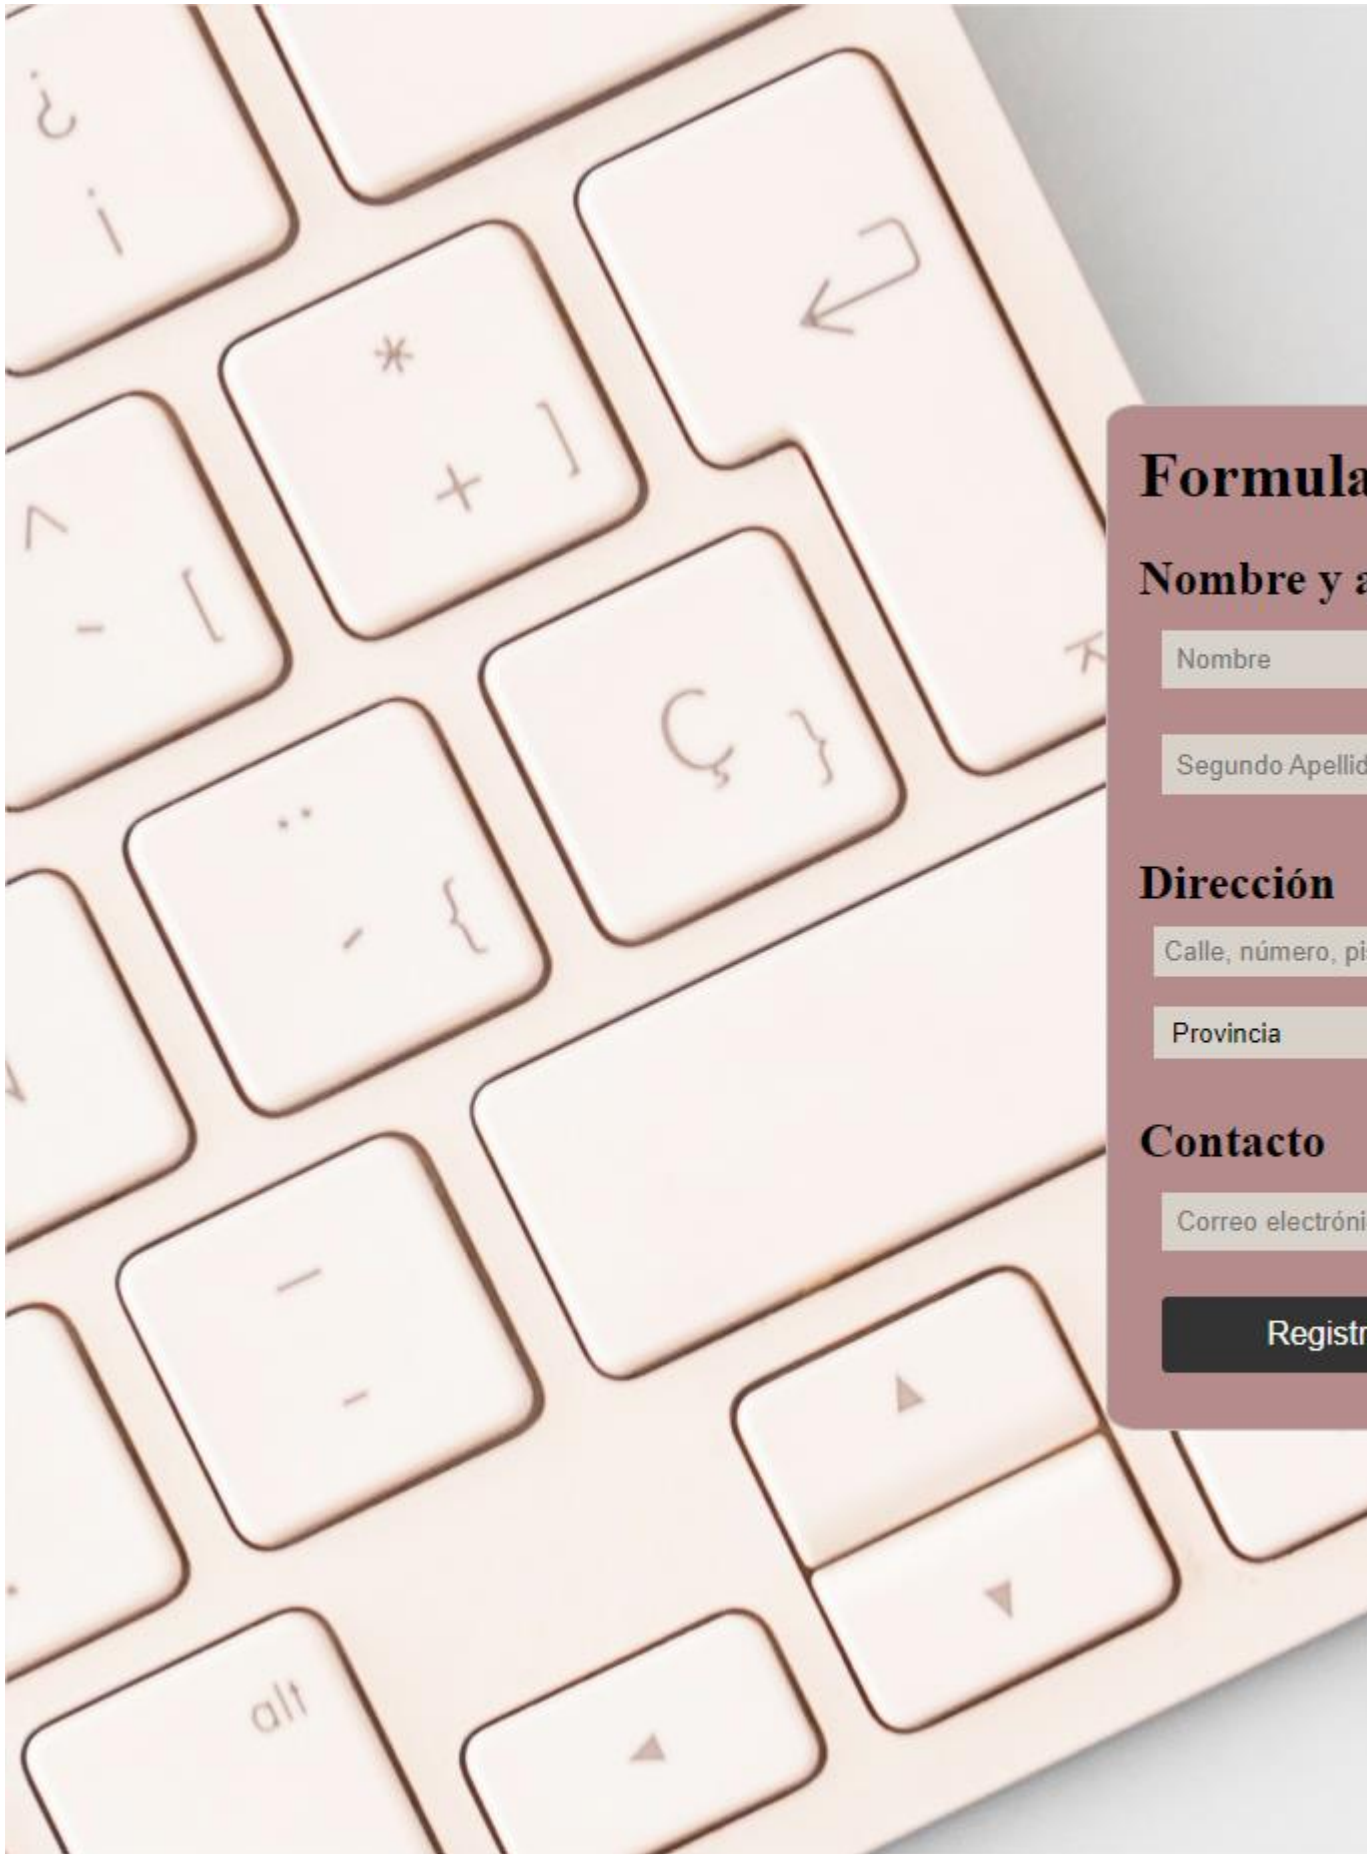 ¿
¡
*
+ ]
^
- [
Ç }
¨
´ {
_
-
alt
Formula
Nombre y a
Nombre
Segundo Apellid
Dirección
Calle, número, pi
Provincia
Contacto
Correo electróni
Registr